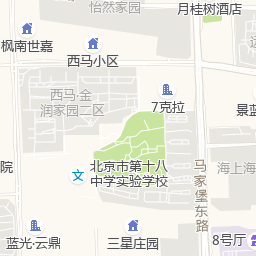 怡然家园
月桂树酒店
枫南世嘉
西马小区
西马·金
润家园二区
7克拉
景蓝
北京市第十八
中学实验学校
马家堡东路
海上海
院
蓝光·云鼎
三星庄园
8号厅